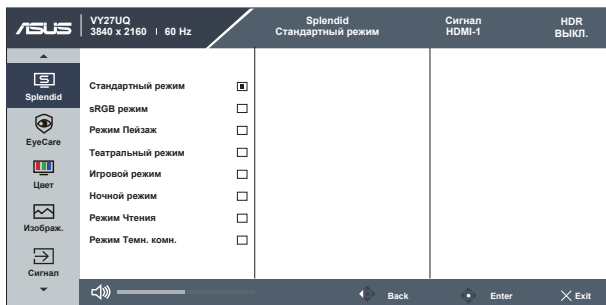 ASUS
VY27UQ
3840 x 2160 | 60 Hz
Splendid
Стандартный режим
Сигнал
HDMI-1
HDR
ВЫКЛ.
Splendid
EyeCare
Цвет
Изображ.
Сигнал
Стандартный режим
sRGB режим
Режим Пейзаж
Театральный режим
Игровой режим
Ночной режим
Режим Чтения
Режим Темн. комн.
Back
Enter
Exit